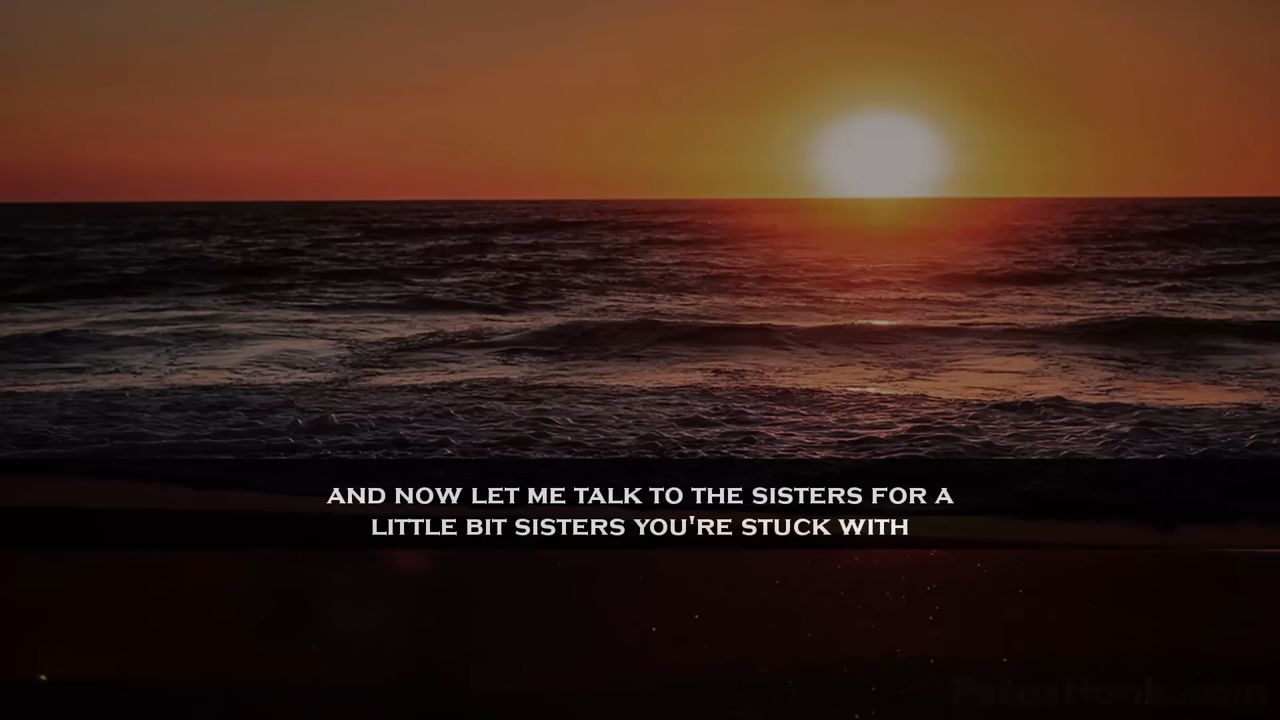 AND NOW LET ME TALK TO THE SISTERS FOR A
LITTLE BIT SISTERS YOU'RE STUCK WITH